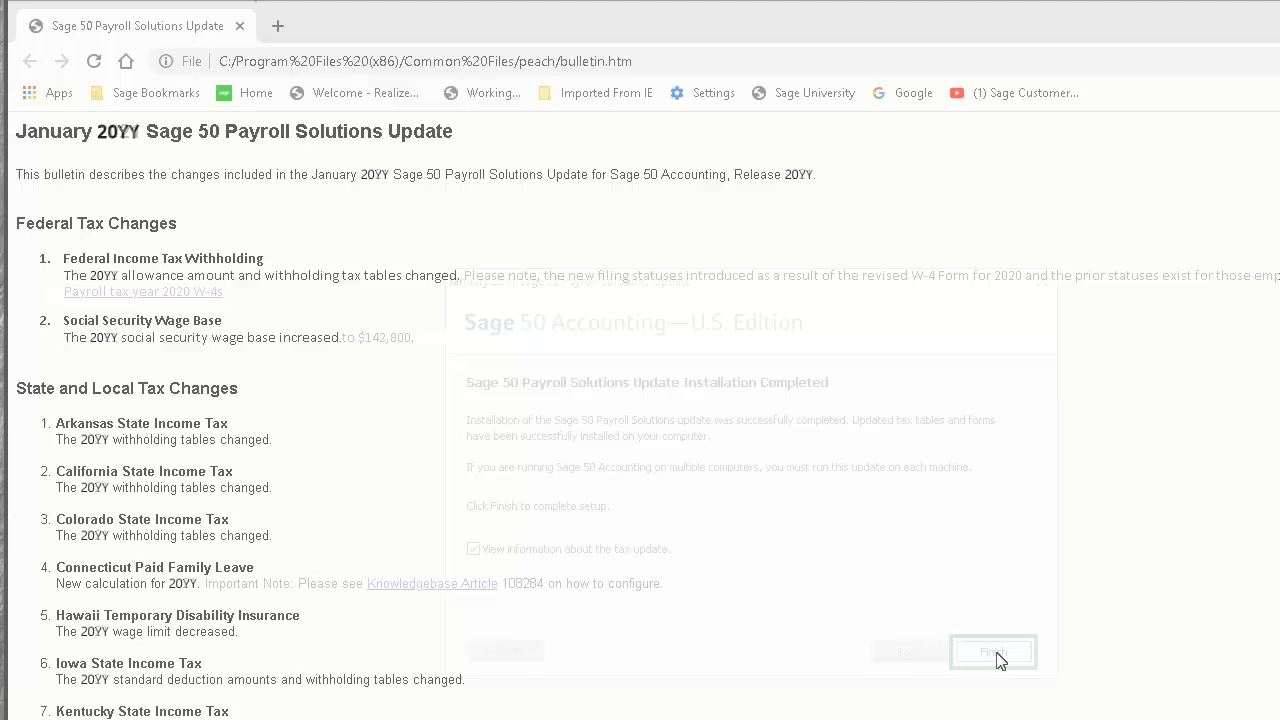 Sage 50 Payroll Solutions Update
File C:/Program%20Files%20(x86)/Common%20Files/peach/bulletin.htm
Apps Sage Bookmarks Home Welcome - Realize... Working... Imported From IE Settings Sage University Google (1) Sage Customer...
January 20YY Sage 50 Payroll Solutions Update
This bulletin describes the changes included in the January 20YY Sage 50 Payroll Solutions Update for Sage 50 Accounting, Release 20YY.
Federal Tax Changes
1. Federal Income Tax Withholding
The 20YY allowance amount and withholding tax tables changed. Please note, the new filing statuses introduced as a result of the revised W-4 Form for 2020 and the prior statuses exist for those emp
Payroll tax year 2020 W-4s
2. Social Security Wage Base
The 20YY social security wage base increased.to $142,800.
State and Local Tax Changes
1. Arkansas State Income Tax
The 20YY withholding tables changed.
2. California State Income Tax
The 20YY withholding tables changed.
3. Colorado State Income Tax
The 20YY withholding tables changed.
4. Connecticut Paid Family Leave
New calculation for 20YY. Important Note: Please see Knowledgebase Article 108284 on how to configure.
5. Hawaii Temporary Disability Insurance
The 20YY wage limit decreased.
6. Iowa State Income Tax
The 20YY standard deduction amounts and witholding tables changed.
7. Kentucky State Income Tax
Sage 50 Accounting—U.S. Edition
Sage 50 Payroll Solutions Update Installation Completed
Installation of the Sage 50 Payroll Solutions update was successfully completed. Updated tax tables and forms
have been successfully installed on your computer.
If you are running Sage 50 Accounting on multiple computers, you must run this update on each machine.
Click Finish to complete setup.
View information about the tax update.
Finish